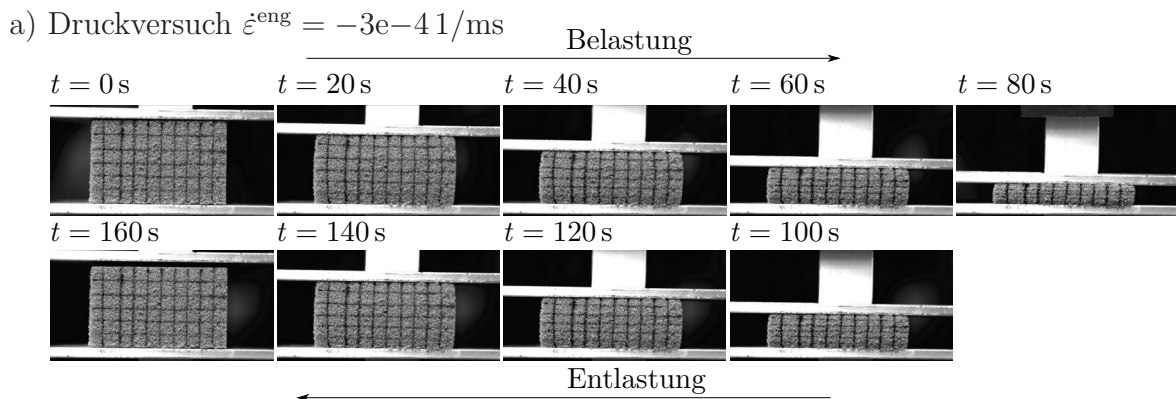 a) Druckversuch ε̇ᵉⁿᵍ = −3e−4 1/ms
Belastung
t = 0 s t = 20 s t = 40 s t = 60 s t = 80 s
t = 160 s t = 140 s t = 120 s t = 100 s
Entlastung